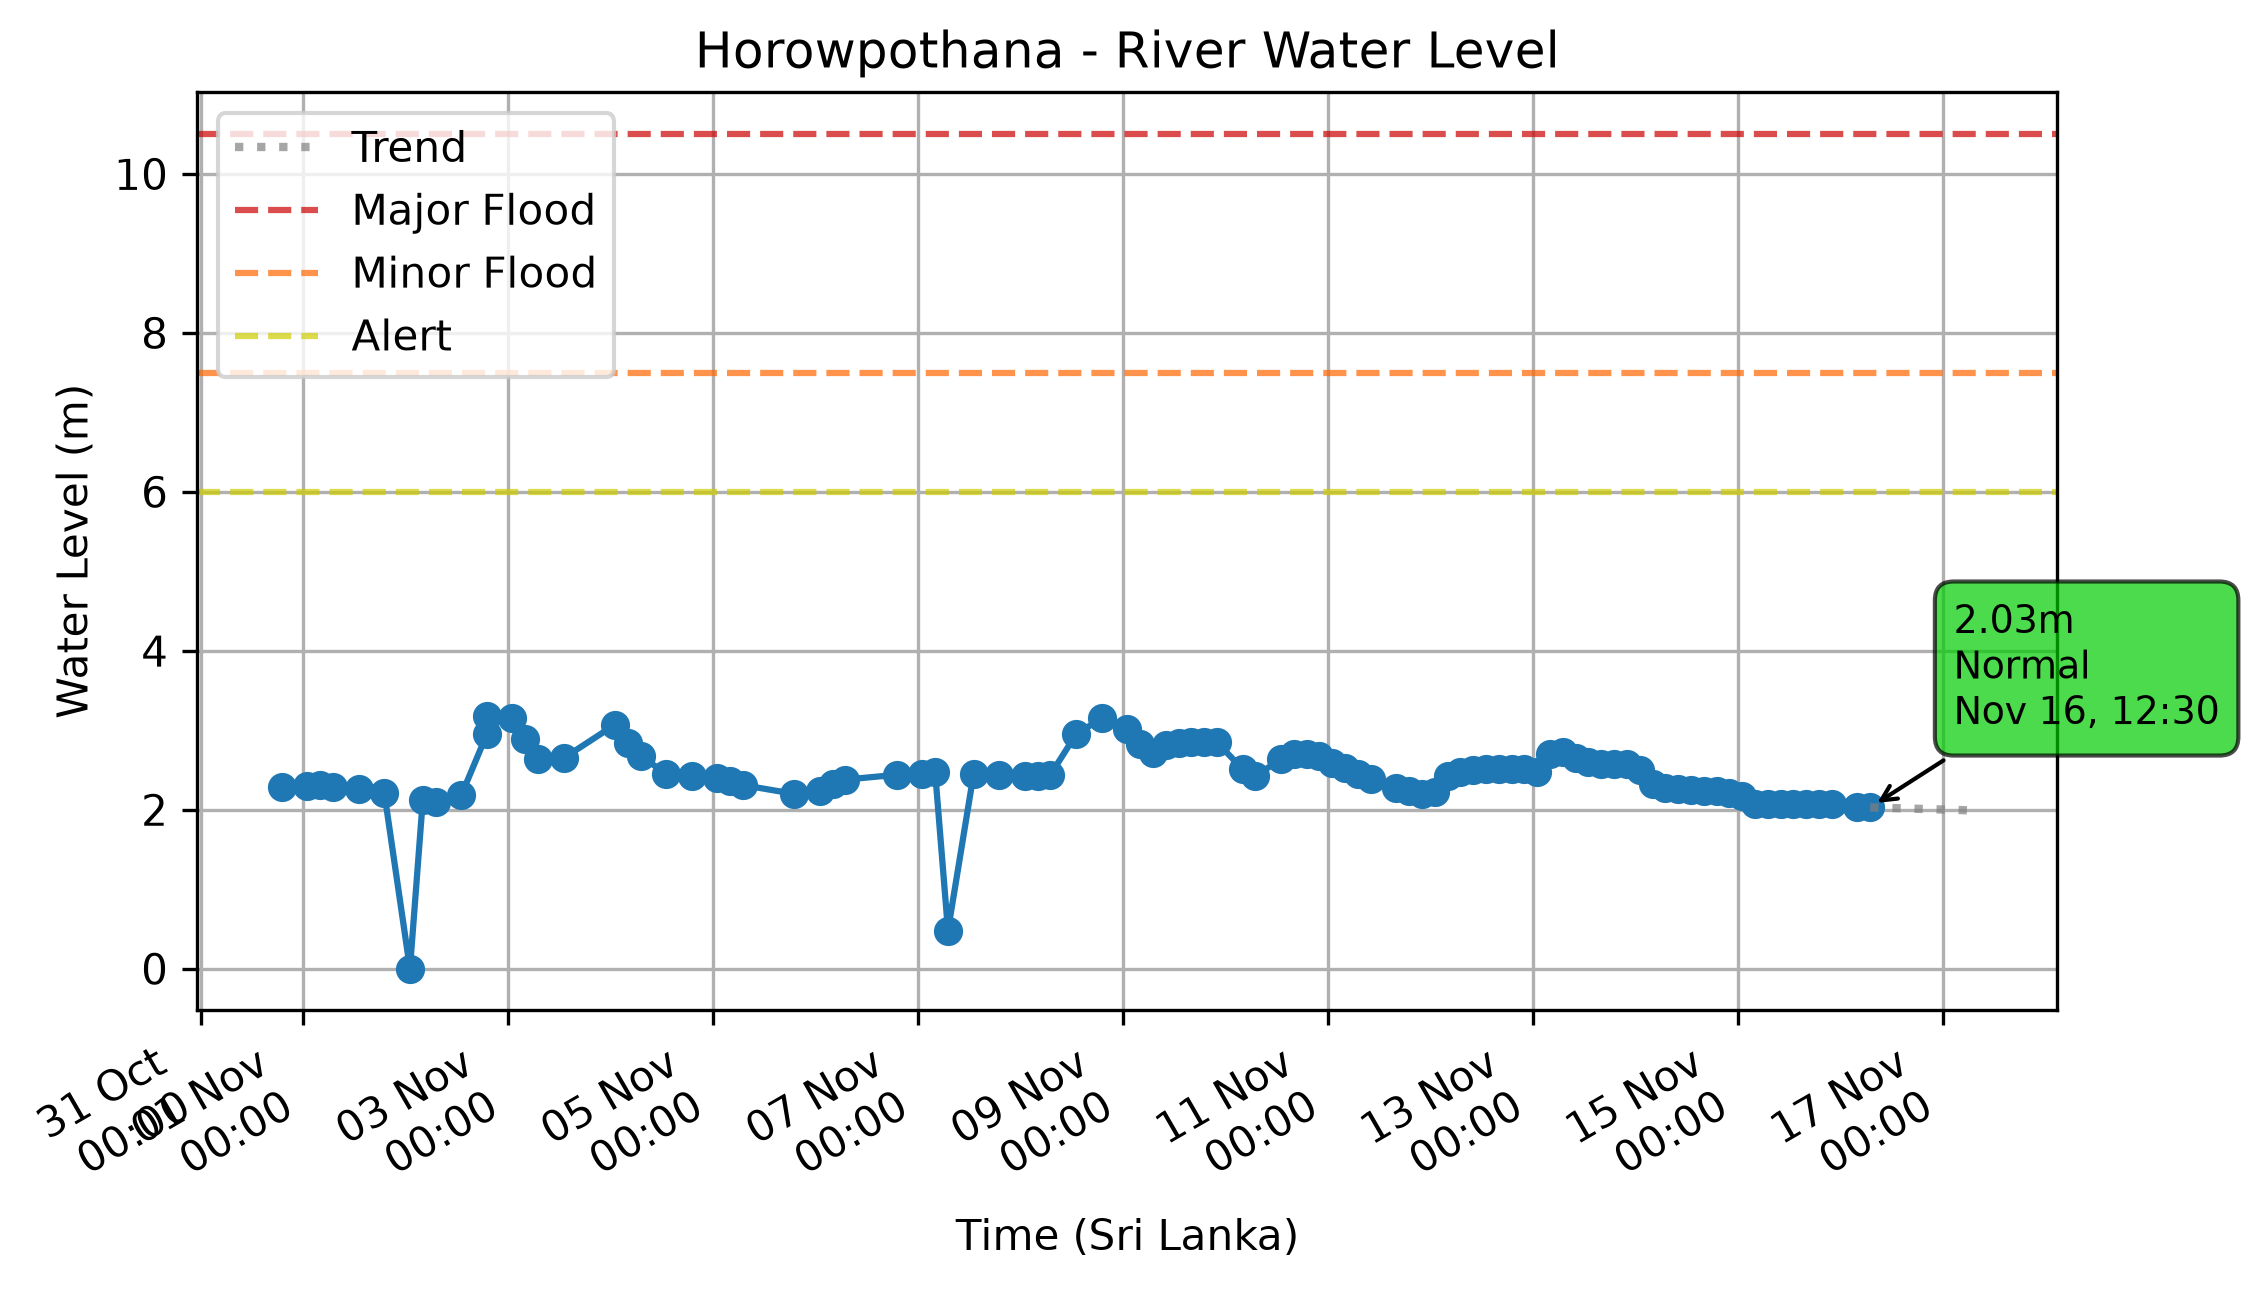 Horowpothana - River Water Level
Trend
Major Flood
Minor Flood
Alert
10
8
6
4
2
0
Water Level (m)
2.03m
Normal
Nov 16, 12:30
31 Oct
00:00
01 Nov
00:00
03 Nov
00:00
05 Nov
00:00
07 Nov
00:00
09 Nov
00:00
11 Nov
00:00
13 Nov
00:00
15 Nov
00:00
17 Nov
00:00
Time (Sri Lanka)